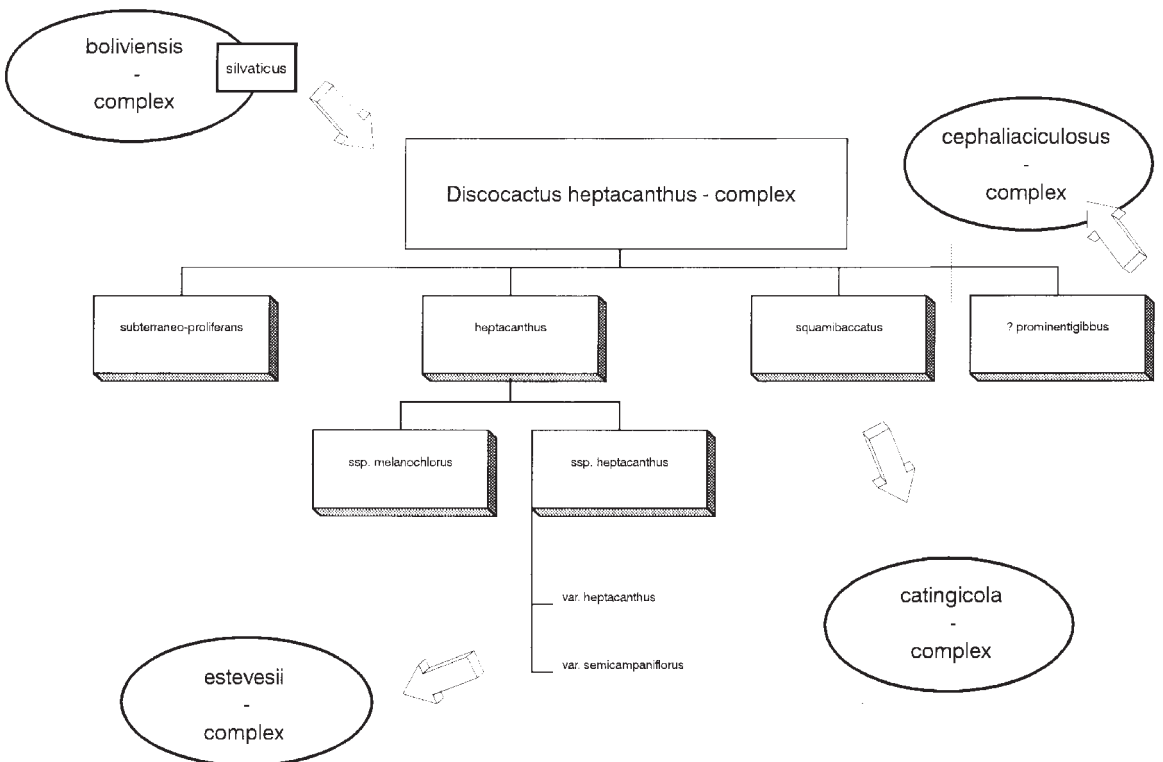 boliviensis
-
complex
silvaticus
cephaliaciculosus
-
complex
Discocactus heptacanthus - complex
subterraneo-proliferans
heptacanthus
squamibaccatus
? prominentigibbus
ssp. melanochlorus
ssp. heptacanthus
var. heptacanthus
var. semicampaniflorus
catingicola
-
complex
estevesii
-
complex